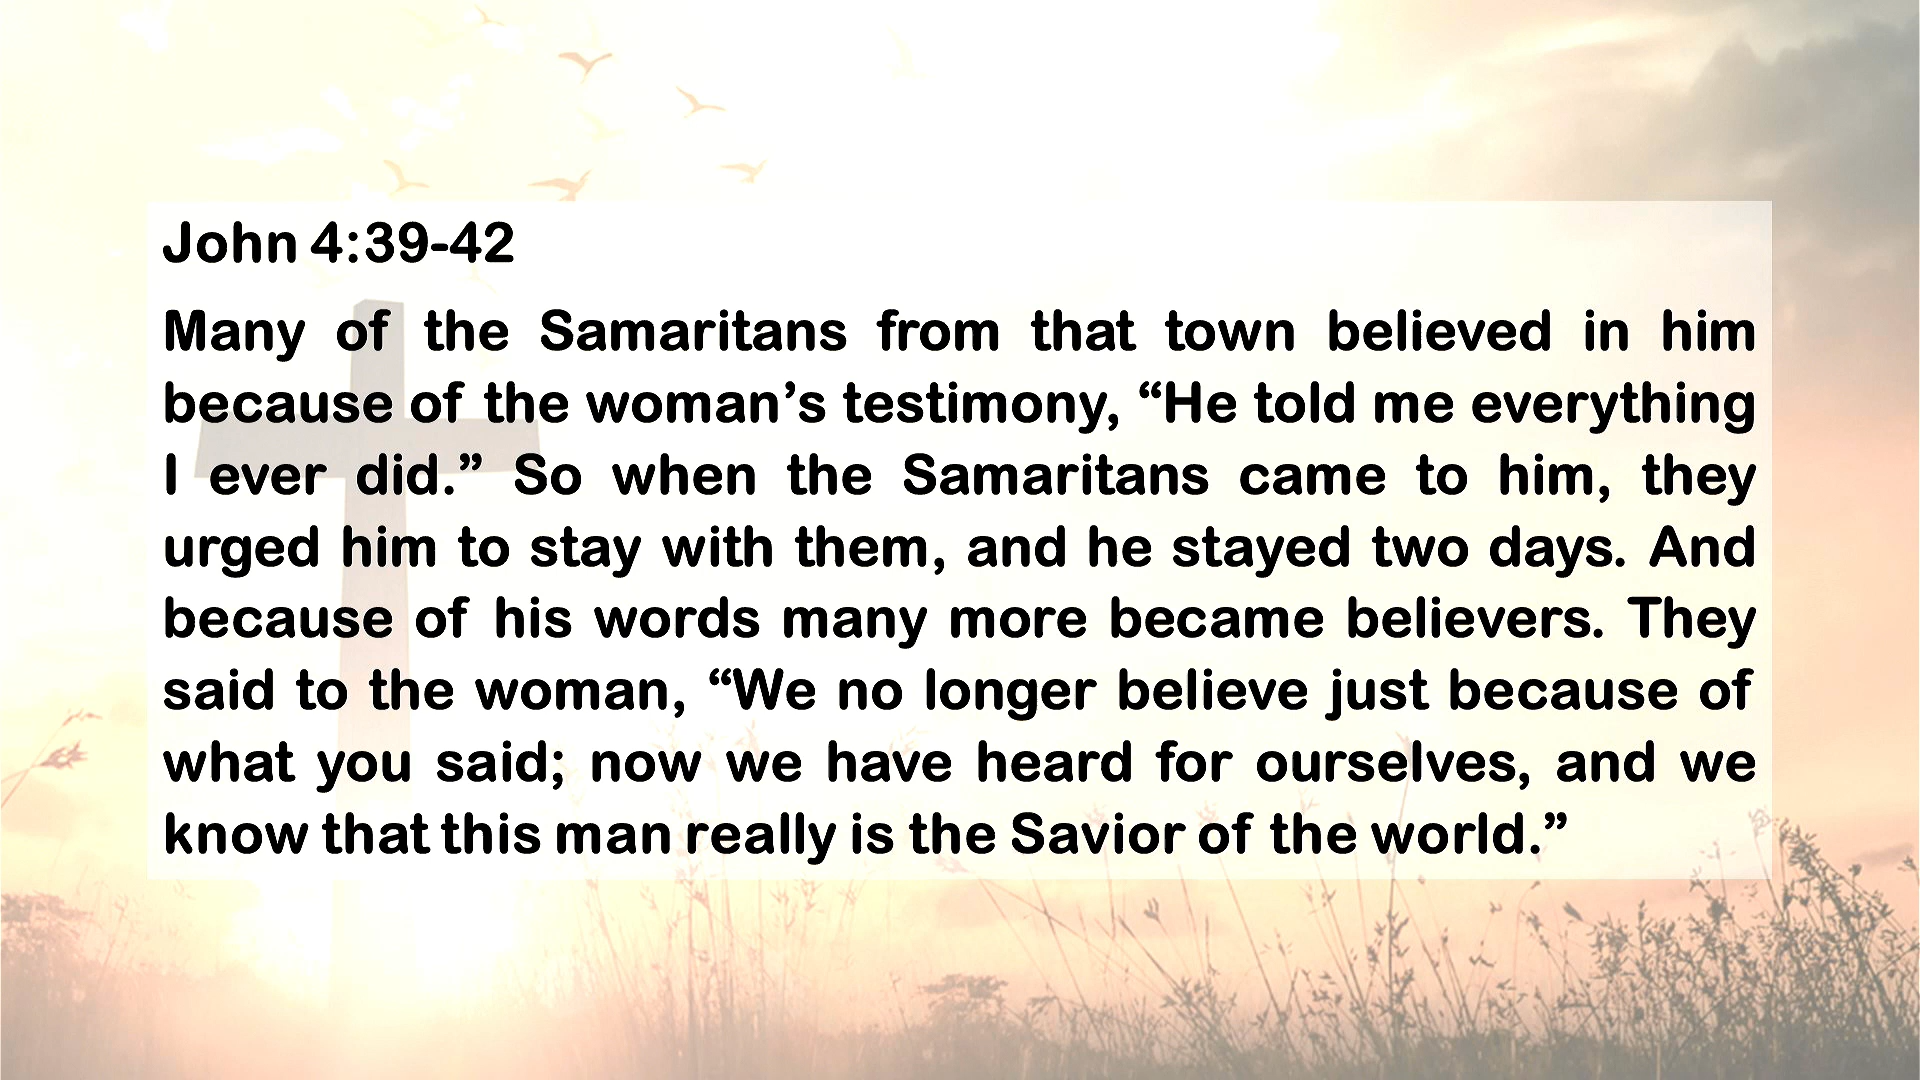 John 4:39-42
Many of the Samaritans from that town believed in him
because of the woman’s testimony, “He told me everything
I ever did.” So when the Samaritans came to him, they
urged him to stay with them, and he stayed two days. And
because of his words many more became believers. They
said to the woman, “We no longer believe just because of
what you said; now we have heard for ourselves, and we
know that this man really is the Savior of the world.”